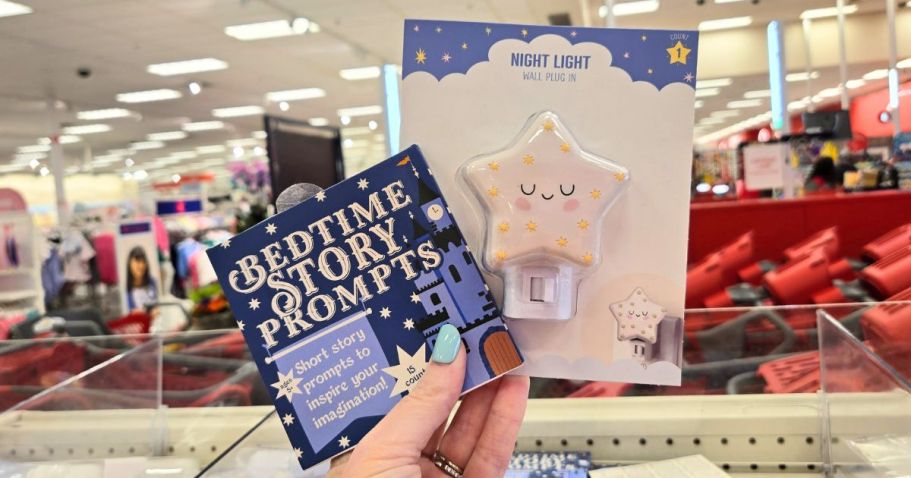 NIGHT LIGHT
WALL PLUG IN
COUNT
1
BEDTIME
STORY
PROMPTS
Short story
prompts to
inspire your
imagination!
15
count